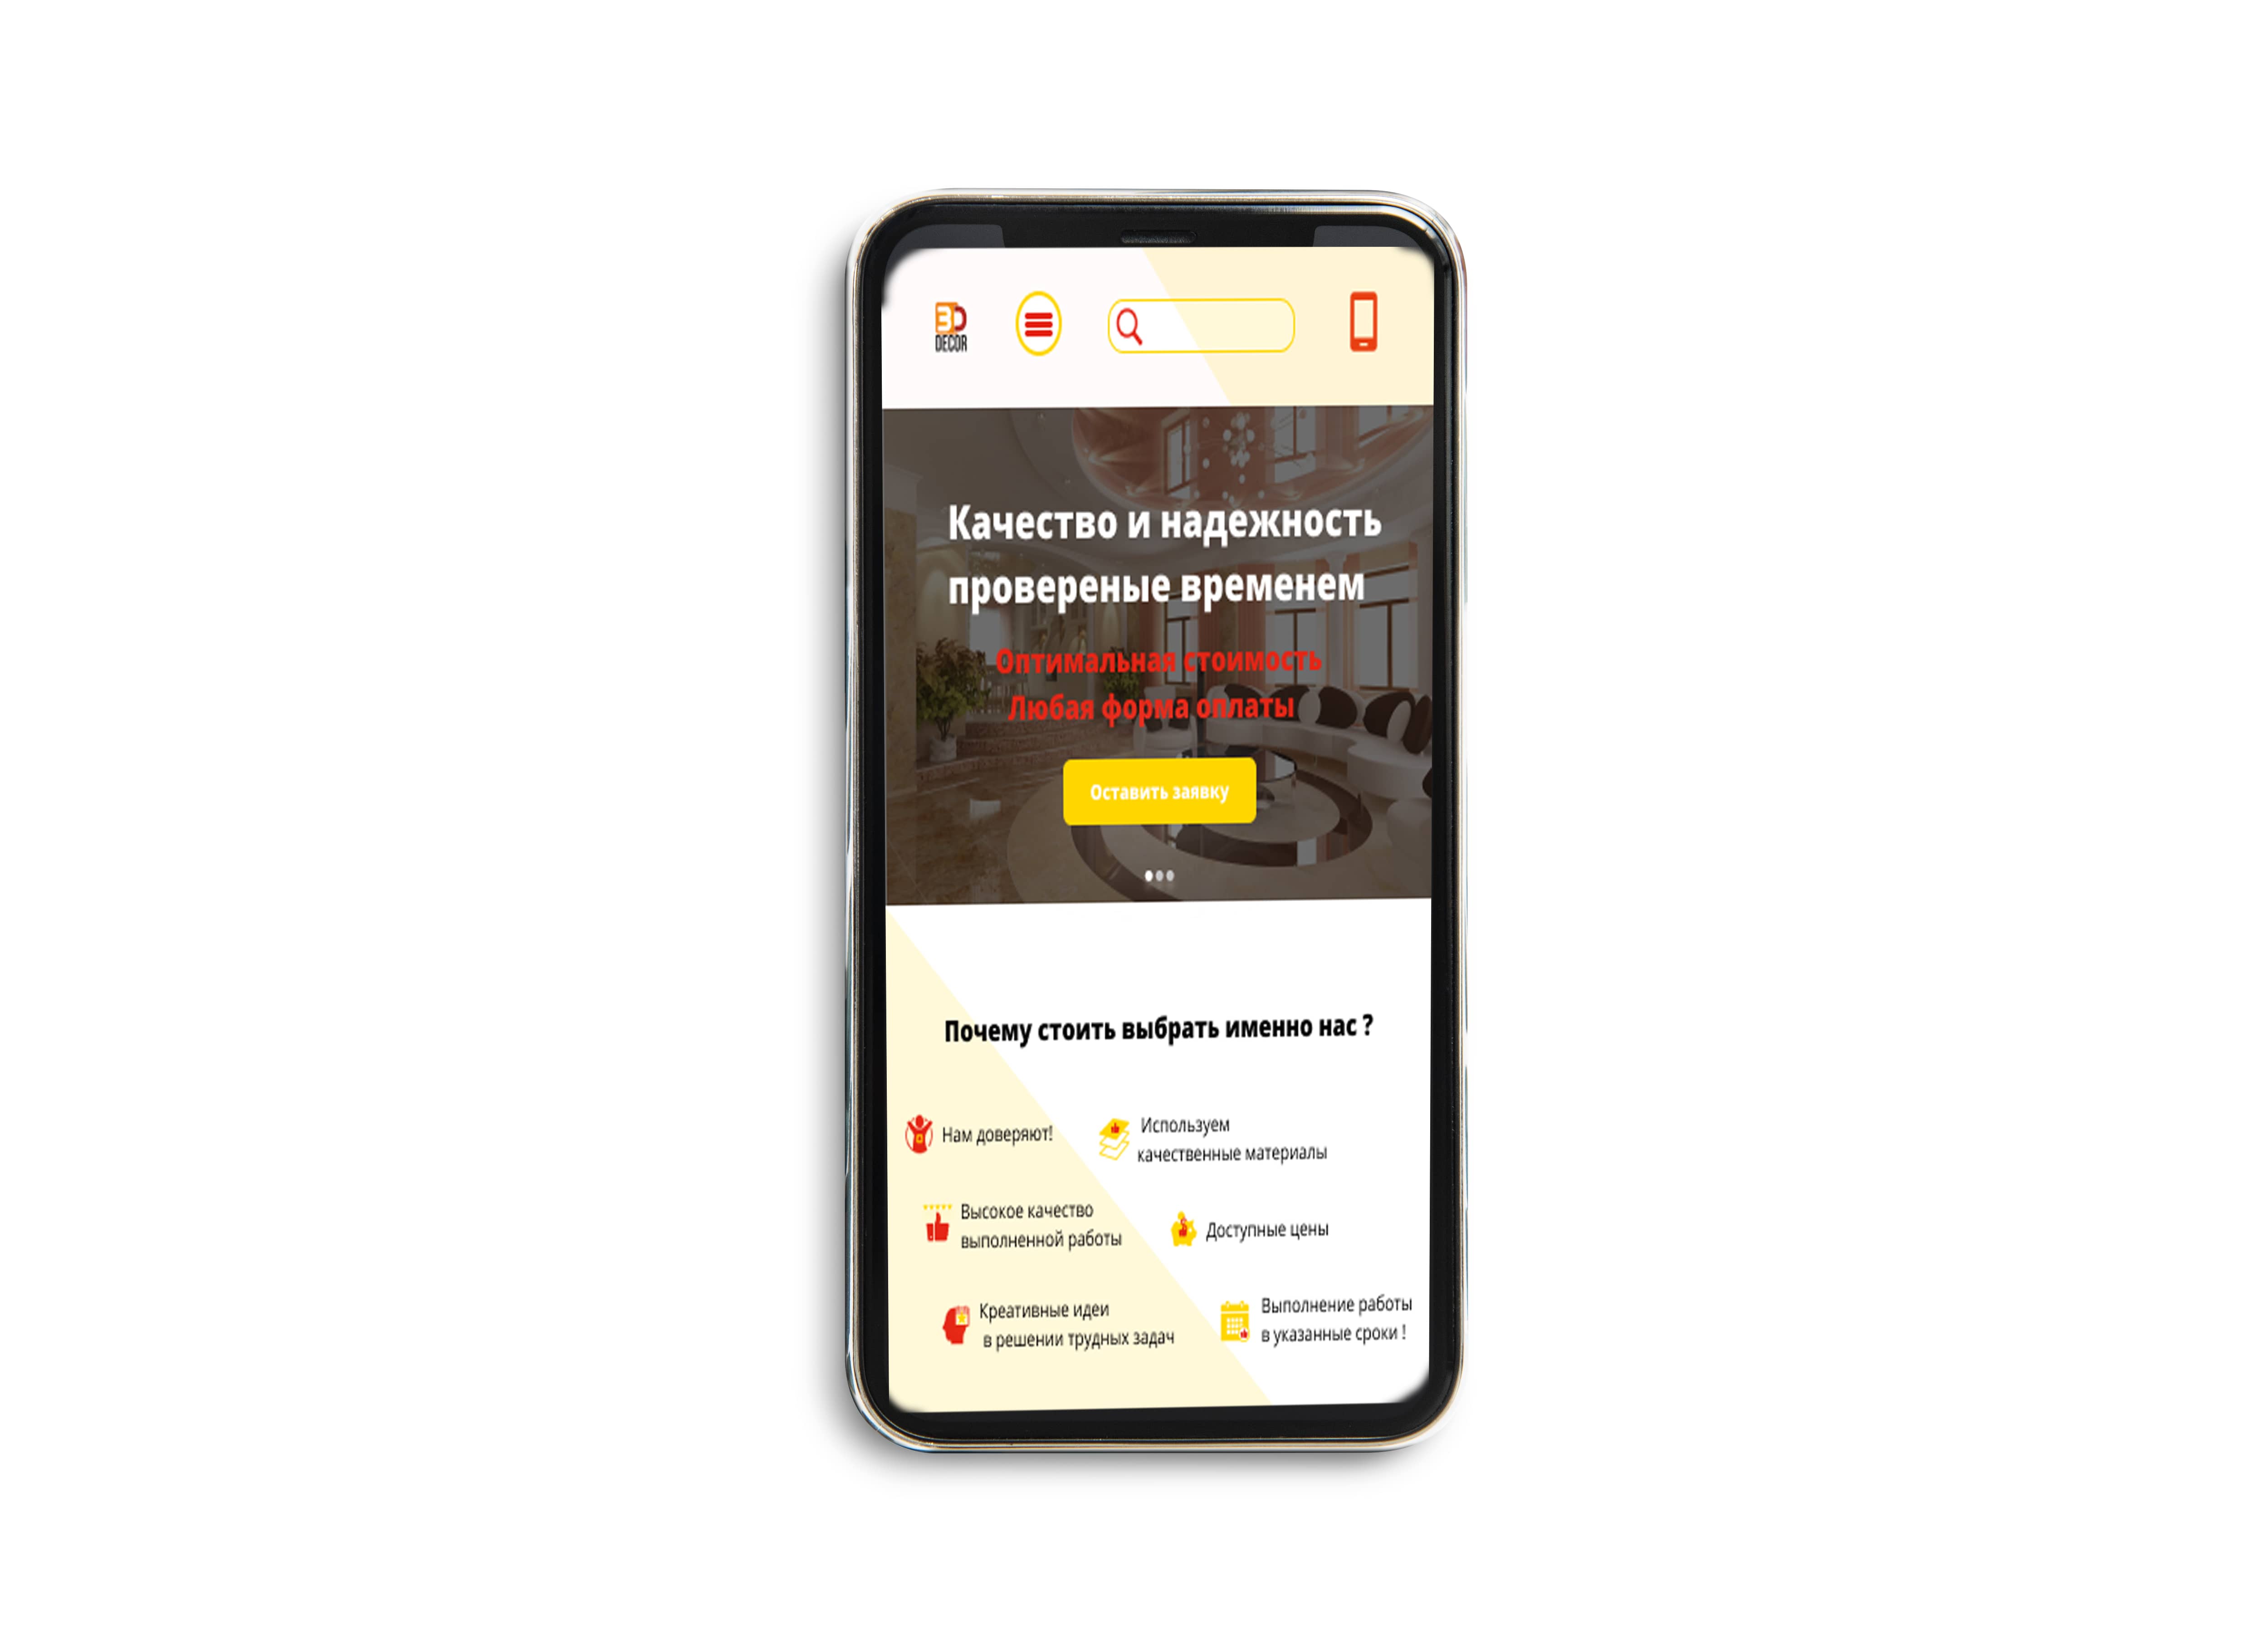 3D
DECOR
Качество и надежность
провереные временем
Оптимальная стоимость
Любая форма оплаты
Оставить заявку
Почему стоить выбрать именно нас ?
Нам доверяют!
Используем
качественные материалы
Высокое качество
выполненной работы
Доступные цены
Креативные идеи
в решении трудных задач
Выполнение работы
в указанные сроки !